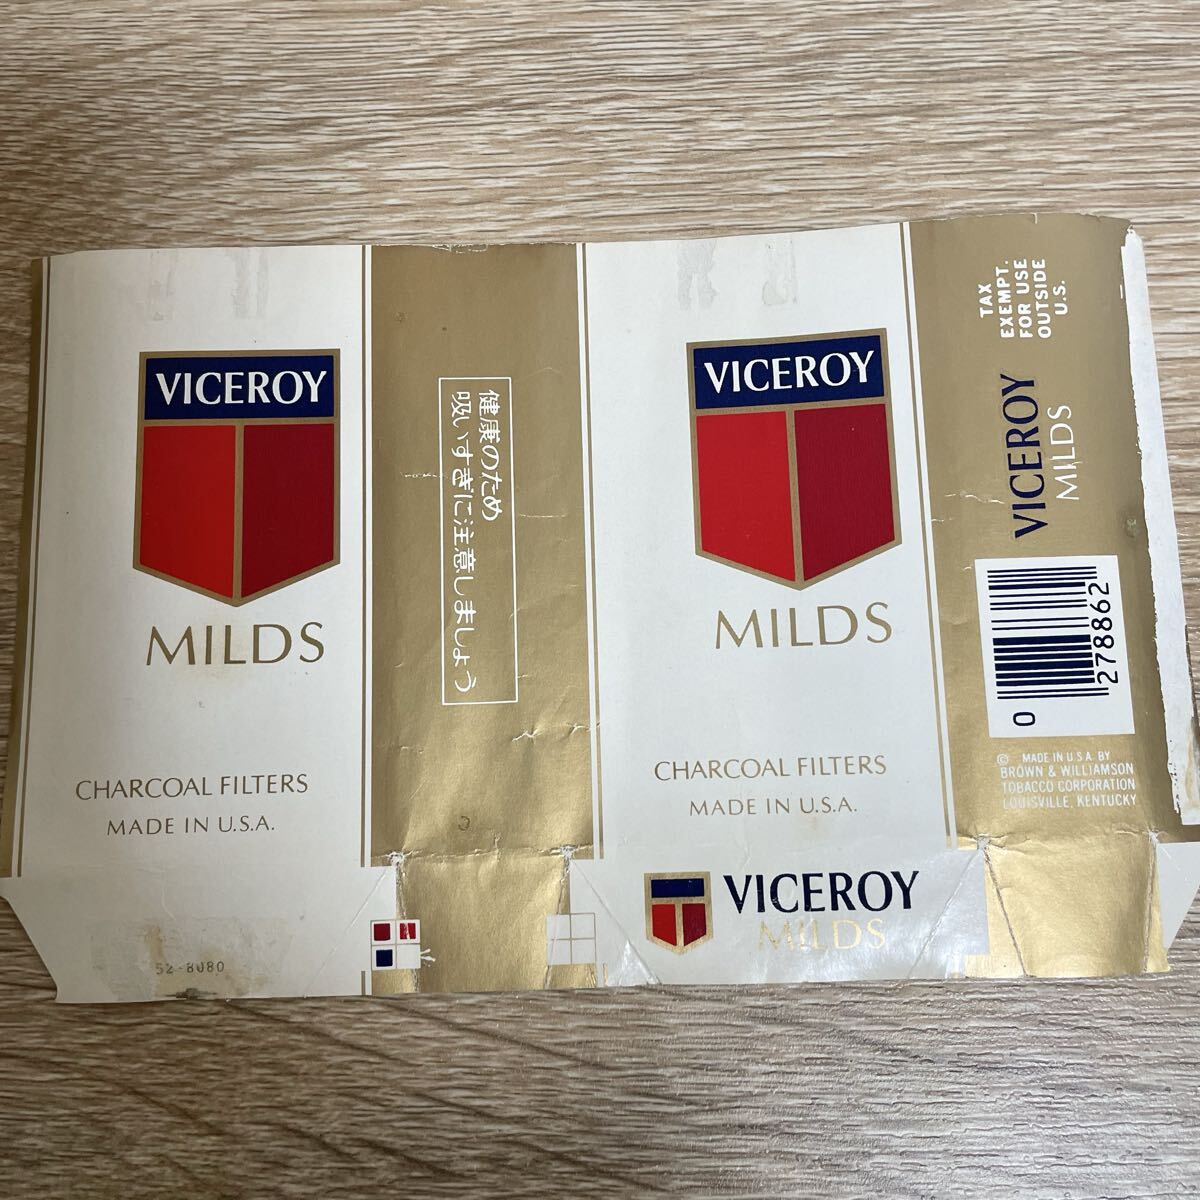 VICEROY
MILDS
CHARCOAL FILTERS
MADE IN U.S.A.
52-8080
健康のため
吸いすぎに注意しましょう
VICEROY
MILDS
CHARCOAL FILTERS
MADE IN U.S.A.
VICEROY
MILDS
TAX
EXEMPT.
FOR USE
OUTSIDE
U.S.
VICEROY
MILDS
0
278862
© MADE IN U.S.A. BY
BROWN & WILLIAMSON
TOBACCO CORPORATION
LOUISVILLE, KENTUCKY